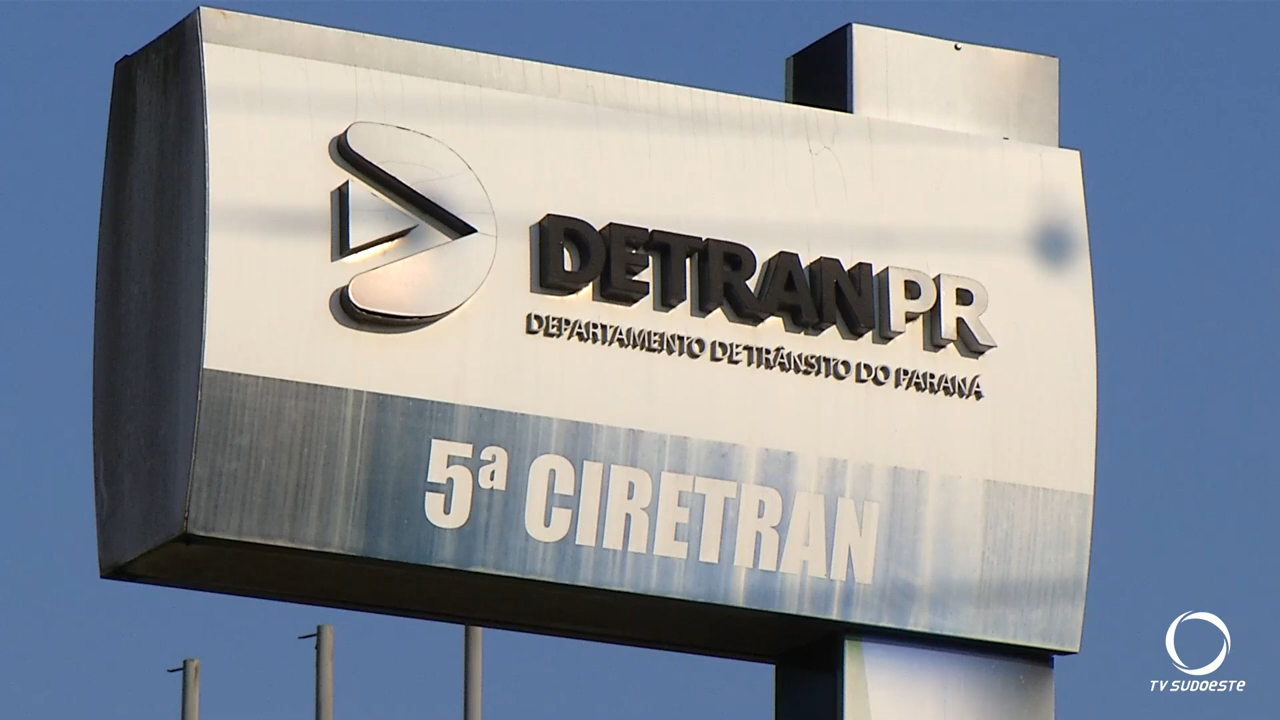 DETRANPR
DEPARTAMENTO DE TRÂNSITO DO PARANÁ
5ª CIRETRAN
TV SUDOESTE